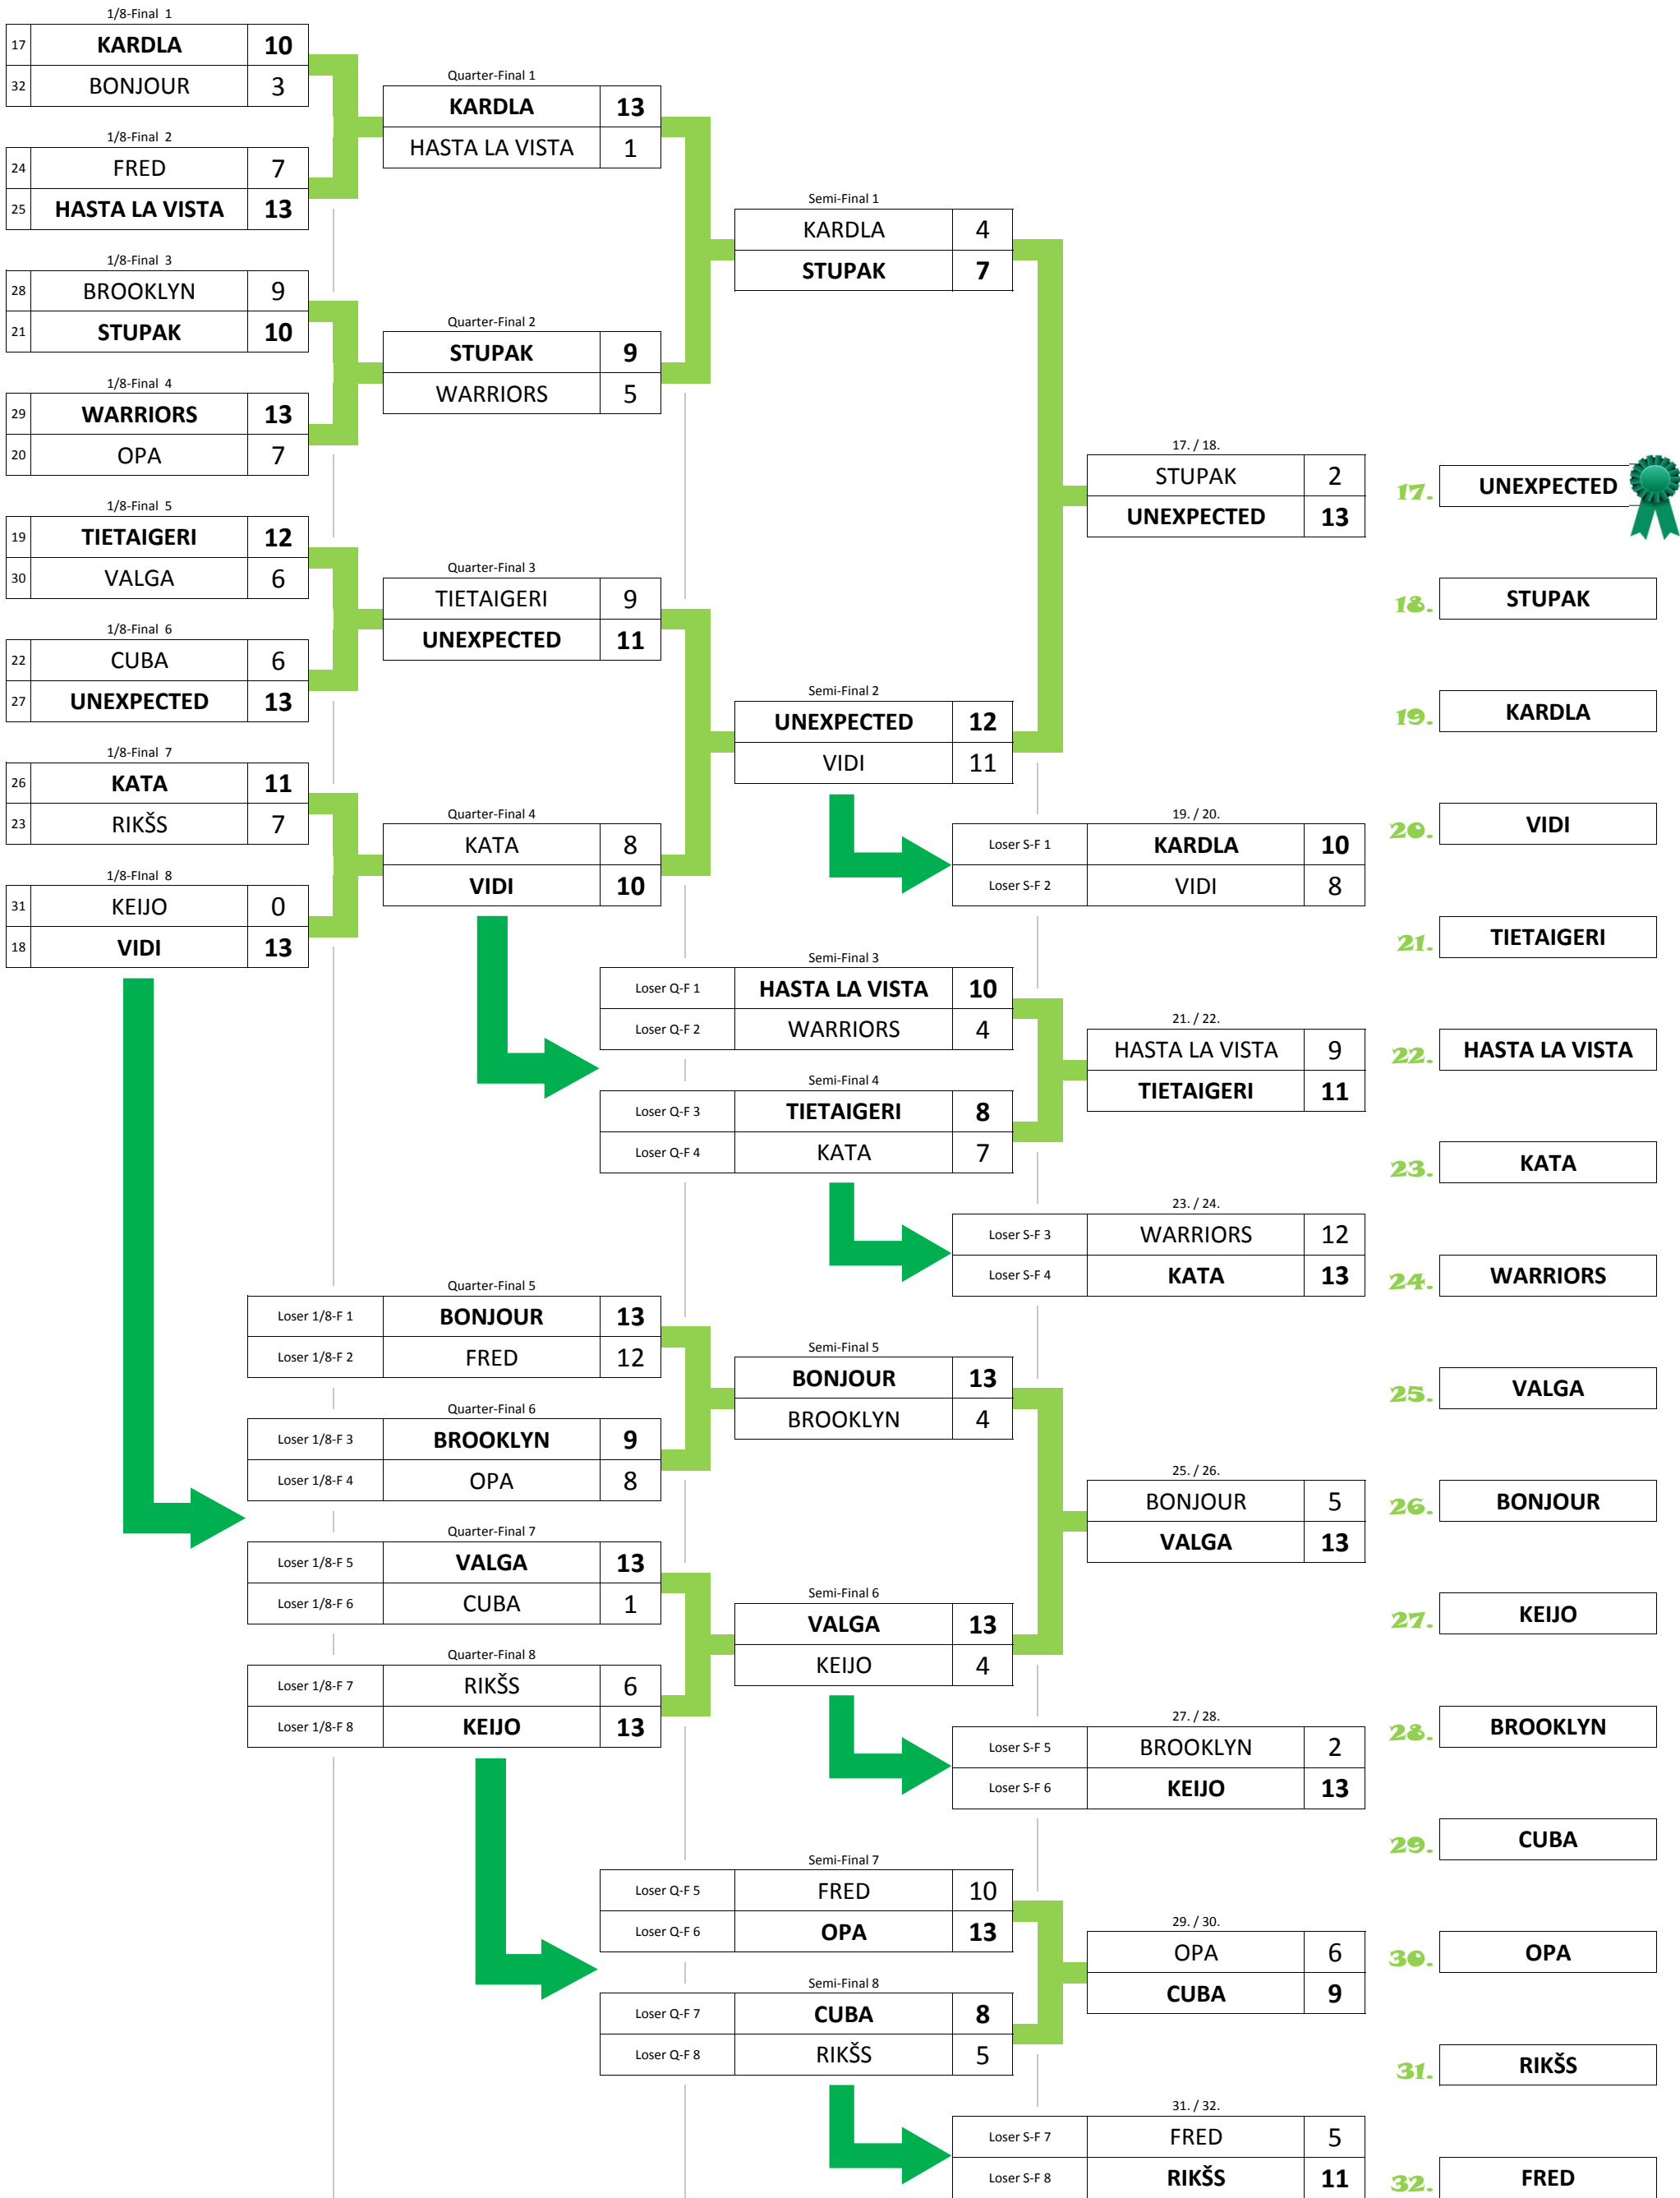 1/8-Final 1
17 KARDLA 10
32 BONJOUR 3
1/8-Final 2
24 FRED 7
25 HASTA LA VISTA 13
1/8-Final 3
28 BROOKLYN 9
21 STUPAK 10
1/8-Final 4
29 WARRIORS 13
20 OPA 7
1/8-Final 5
19 TIETAIGERI 12
30 VALGA 6
1/8-Final 6
22 CUBA 6
27 UNEXPECTED 13
1/8-Final 7
26 KATA 11
23 RIKŠS 7
1/8-FInal 8
31 KEIJO 0
18 VIDI 13
Quarter-Final 1
KARDLA 13
HASTA LA VISTA 1
Quarter-Final 2
STUPAK 9
WARRIORS 5
Quarter-Final 3
TIETAIGERI 9
UNEXPECTED 11
Quarter-Final 4
KATA 8
VIDI 10
Quarter-Final 5
Loser 1/8-F 1 BONJOUR 13
Loser 1/8-F 2 FRED 12
Quarter-Final 6
Loser 1/8-F 3 BROOKLYN 9
Loser 1/8-F 4 OPA 8
Quarter-Final 7
Loser 1/8-F 5 VALGA 13
Loser 1/8-F 6 CUBA 1
Quarter-Final 8
Loser 1/8-F 7 RIKŠS 6
Loser 1/8-F 8 KEIJO 13
Semi-Final 1
KARDLA 4
STUPAK 7
Semi-Final 2
UNEXPECTED 12
VIDI 11
Semi-Final 3
Loser Q-F 1 HASTA LA VISTA 10
Loser Q-F 2 WARRIORS 4
Semi-Final 4
Loser Q-F 3 TIETAIGERI 8
Loser Q-F 4 KATA 7
Semi-Final 5
BONJOUR 13
BROOKLYN 4
Semi-Final 6
VALGA 13
KEIJO 4
Semi-Final 7
Loser Q-F 5 FRED 10
Loser Q-F 6 OPA 13
Semi-Final 8
Loser Q-F 7 CUBA 8
Loser Q-F 8 RIKŠS 5
17. / 18.
STUPAK 2
UNEXPECTED 13
19. / 20.
Loser S-F 1 KARDLA 10
Loser S-F 2 VIDI 8
21. / 22.
HASTA LA VISTA 9
TIETAIGERI 11
23. / 24.
Loser S-F 3 WARRIORS 12
Loser S-F 4 KATA 13
25. / 26.
BONJOUR 5
VALGA 13
27. / 28.
Loser S-F 5 BROOKLYN 2
Loser S-F 6 KEIJO 13
29. / 30.
OPA 6
CUBA 9
31. / 32.
Loser S-F 7 FRED 5
Loser S-F 8 RIKŠS 11
17. UNEXPECTED
18. STUPAK
19. KARDLA
20. VIDI
21. TIETAIGERI
22. HASTA LA VISTA
23. KATA
24. WARRIORS
25. VALGA
26. BONJOUR
27. KEIJO
28. BROOKLYN
29. CUBA
30. OPA
31. RIKŠS
32. FRED